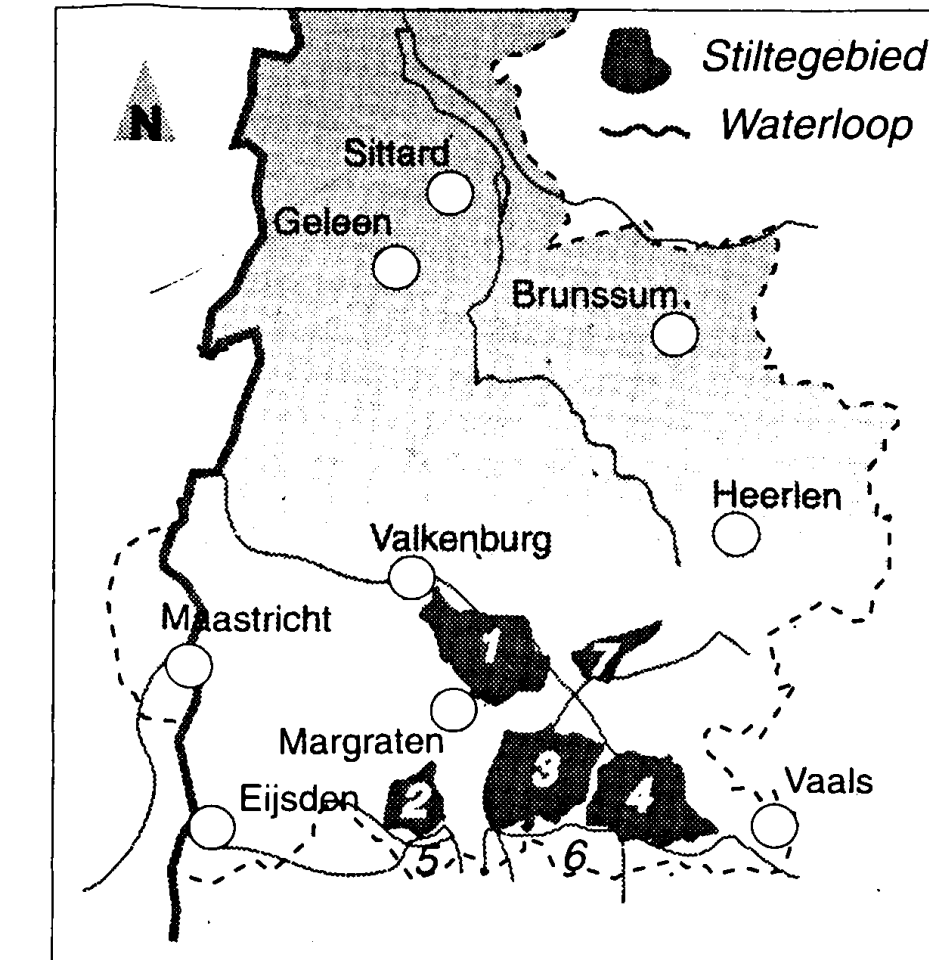 Stiltegebied
Waterloop
N
Sittard
Geleen
Brunssum
Heerlen
Valkenburg
Maastricht
1
7
Margraten
3
4
2
Eijsden
Vaals
5
6